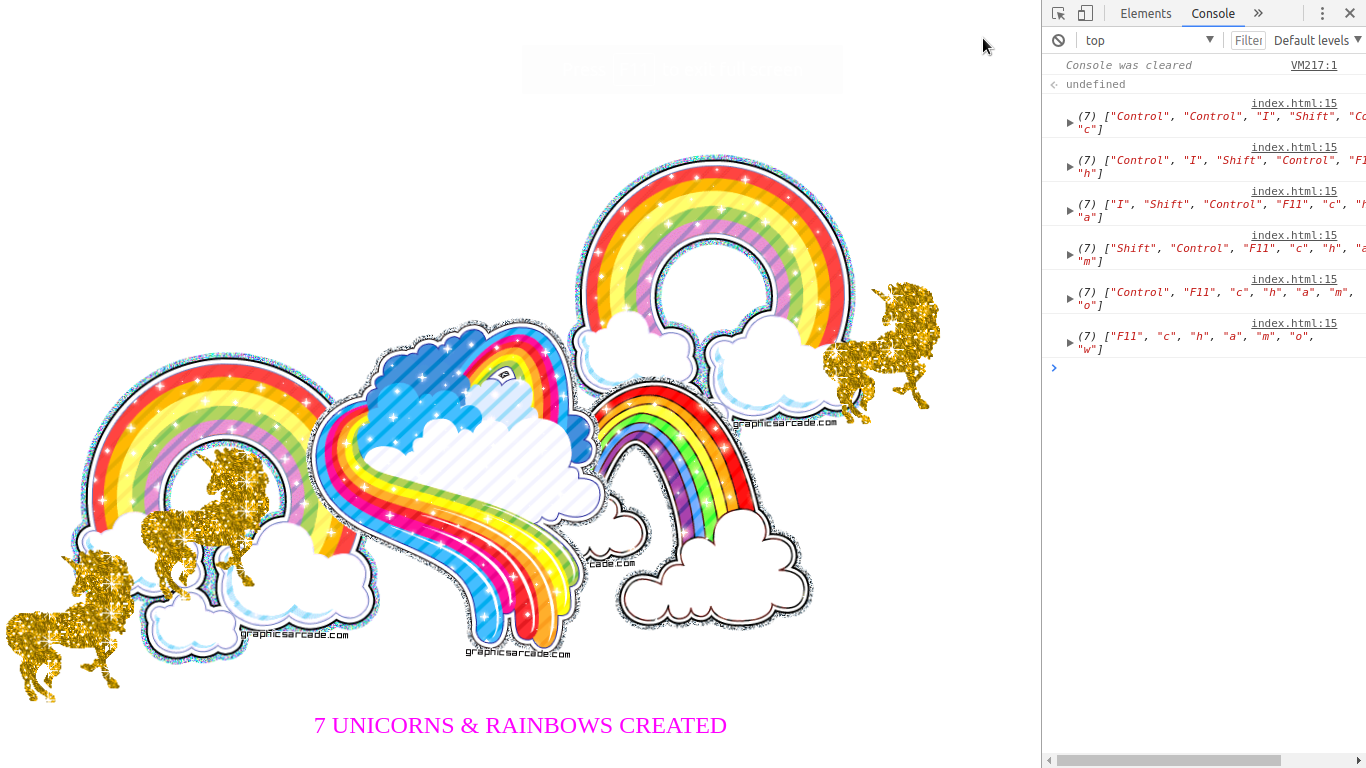 Elements Console »
top Filter Default levels
Console was cleared VM217:1
undefined
index.html:15
(7) ["Control", "Control", "I", "Shift", "Co
"c"]
index.html:15
(7) ["Control", "I", "Shift", "Control", "F1
"h"]
index.html:15
(7) ["I", "Shift", "Control", "F11", "c", "h
"a"]
index.html:15
(7) ["Shift", "Control", "F11", "c", "h", "a
"m"]
index.html:15
(7) ["Control", "F11", "c", "h", "a", "m",
"o"]
index.html:15
(7) ["F11", "c", "h", "a", "m", "o",
"w"]
graphicsarcade.com
cade.com
graphicsarcade.com
graphicsarcade.com
7 UNICORNS & RAINBOWS CREATED